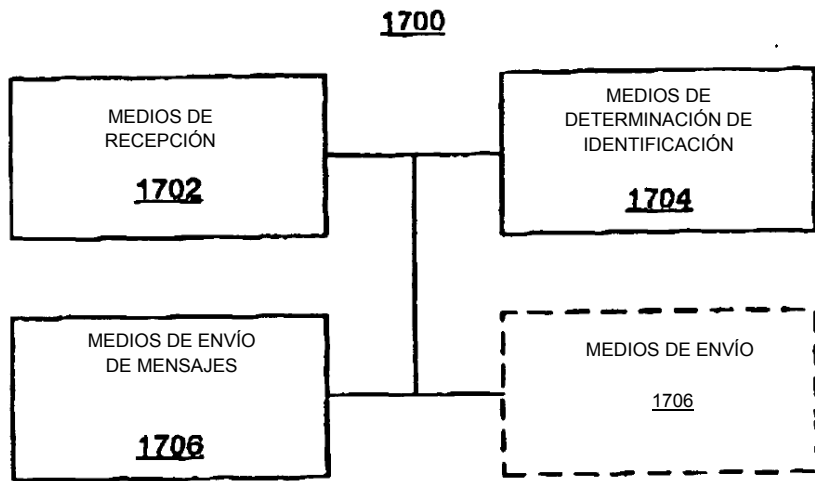 1700
MEDIOS DE
RECEPCIÓN
1702
MEDIOS DE
DETERMINACIÓN DE
IDENTIFICACIÓN
1704
MEDIOS DE ENVÍO
DE MENSAJES
1706
MEDIOS DE ENVÍO
1706